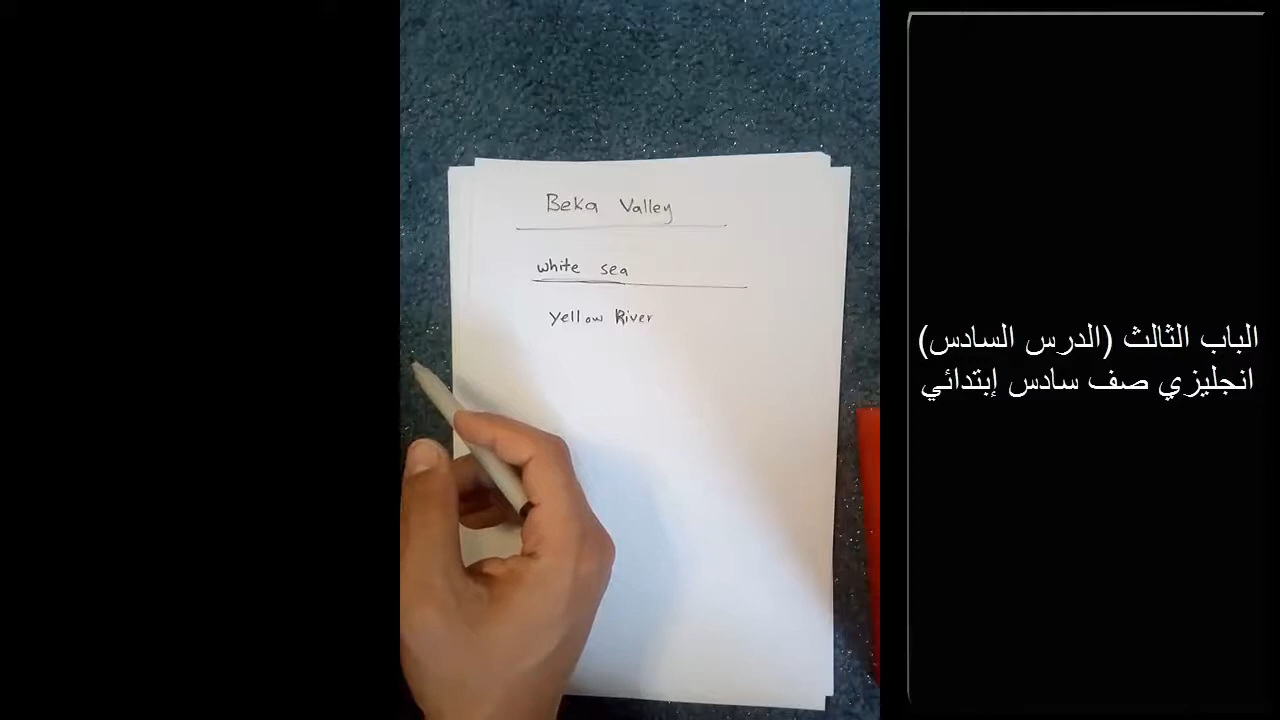 Beka Valley
white sea
yellow River
الباب الثالث (الدرس السادس)
انجليزي صف سادس إبتدائي